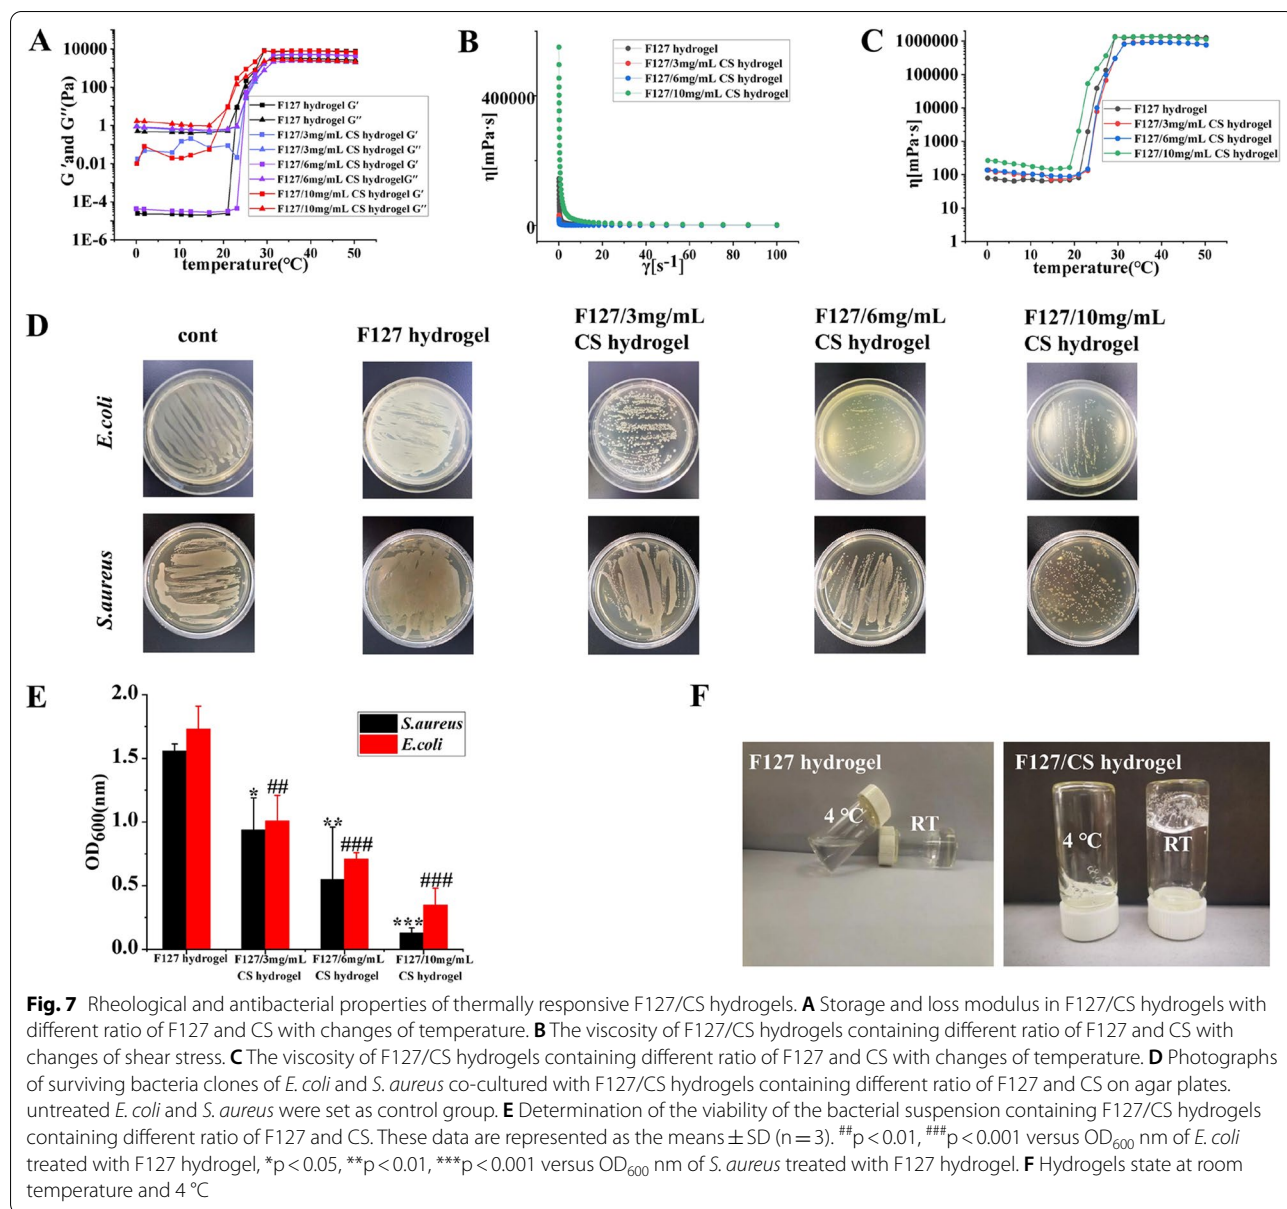 A
G′and G′′(Pa)
10000
100
1
0.01
1E-4
1E-6
0 10 20 30 40 50
temperature(°C)
F127 hydrogel G′
F127 hydrogel G′′
F127/3mg/mL CS hydrogel G′
F127/3mg/mL CS hydrogel G′′
F127/6mg/mL CS hydrogel G′
F127/6mg/mL CS hydrogelG′′
F127/10mg/mL CS hydrogel G′
F127/10mg/mL CS hydrogel G′′
B
η[mPa·s]
400000
0
0 20 40 60 80 100
γ[s-1]
F127 hydrogel
F127/3mg/mL CS hydrogel
F127/6mg/mL CS hydrogel
F127/10mg/mL CS hydrogel
C
η[mPa·s]
1000000
100000
10000
1000
100
10
1
0 10 20 30 40 50
temperature(°C)
F127 hydrogel
F127/3mg/mL CS hydrogel
F127/6mg/mL CS hydrogel
F127/10mg/mL CS hydrogel
D
cont
F127 hydrogel
F127/3mg/mL
CS hydrogel
F127/6mg/mL
CS hydrogel
F127/10mg/mL
CS hydrogel
E.coli
S.aureus
E
OD600(nm)
2.0
1.5
1.0
0.5
0.0
S.aureus
E.coli
* ##
** ###
*** ###
F127 hydrogel
F127/3mg/mL
CS hydrogel
F127/6mg/mL
CS hydrogel
F127/10mg/mL
CS hydrogel
F
F127 hydrogel
4 °C
RT
F127/CS hydrogel
4 °C
RT
Fig. 7 Rheological and antibacterial properties of thermally responsive F127/CS hydrogels. A Storage and loss modulus in F127/CS hydrogels with
different ratio of F127 and CS with changes of temperature. B The viscosity of F127/CS hydrogels containing different ratio of F127 and CS with
changes of shear stress. C The viscosity of F127/CS hydrogels containing different ratio of F127 and CS with changes of temperature. D Photographs
of surviving bacteria clones of E. coli and S. aureus co-cultured with F127/CS hydrogels containing different ratio of F127 and CS on agar plates.
untreated E. coli and S. aureus were set as control group. E Determination of the viability of the bacterial suspension containing F127/CS hydrogels
containing different ratio of F127 and CS. These data are represented as the means ± SD (n = 3). ##p < 0.01, ###p < 0.001 versus OD600 nm of E. coli
treated with F127 hydrogel, *p < 0.05, **p < 0.01, ***p < 0.001 versus OD600 nm of S. aureus treated with F127 hydrogel. F Hydrogels state at room
temperature and 4 °C